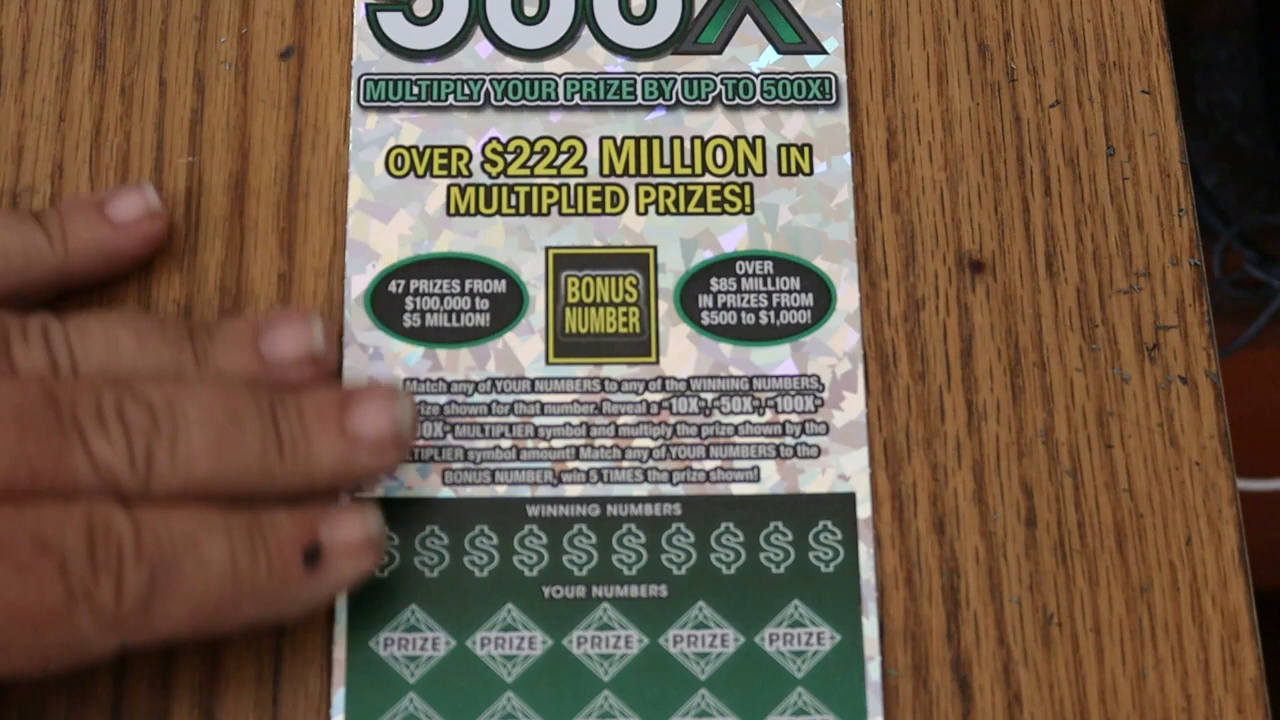 500X
MULTIPLY YOUR PRIZE BY UP TO 500X!
OVER $222 MILLION IN
MULTIPLIED PRIZES!
47 PRIZES FROM
$100,000 to
$5 MILLION!
BONUS
NUMBER
OVER
$85 MILLION
IN PRIZES FROM
$500 to $1,000!
Match any of YOUR NUMBERS to any of the WINNING NUMBERS,
shown for that number. Reveal a "10X", "50X", "100X"
MULTIPLIER symbol and multiply the prize shown by the
symbol amount! Match any of YOUR NUMBERS to the
BONUS NUMBER, win 5 TIMES the prize shown!
WINNING NUMBERS
$ $ $ $ $ $ $ $ $ $
YOUR NUMBERS
PRIZE PRIZE PRIZE PRIZE PRIZE